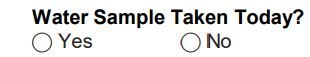 Water Sample Taken Today?
Yes No